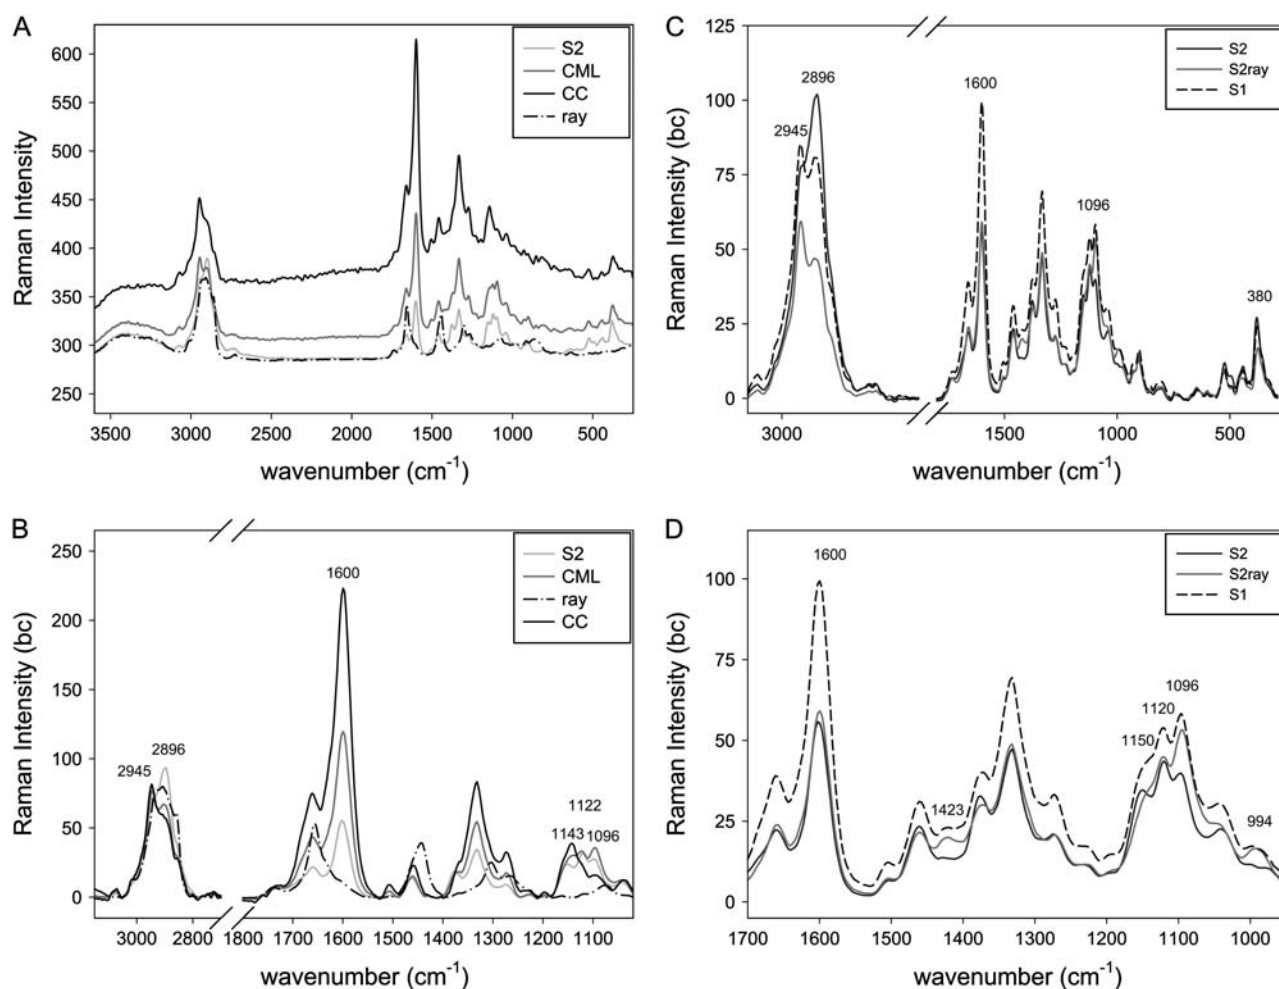 A
600
550
500
450
400
350
300
250
Raman Intensity
S2
CML
CC
ray
3500 3000 2500 2000 1500 1000 500
wavenumber (cm-1)
B
250
200
150
100
50
0
Raman Intensity (bc)
S2
CML
ray
CC
1600
2896
2945
1122
1143
1096
3000 2800 1800 1700 1600 1500 1400 1300 1200 1100
wavenumber (cm-1)
C
125
100
75
50
25
0
Raman Intensity (bc)
S2
S2ray
S1
2896
2945
1600
1096
380
3000 1500 1000 500
wavenumber (cm-1)
D
100
75
50
25
0
Raman Intensity (bc)
S2
S2ray
S1
1600
1423
1150
1120
1096
994
1700 1600 1500 1400 1300 1200 1100 1000
wavenumber (cm-1)